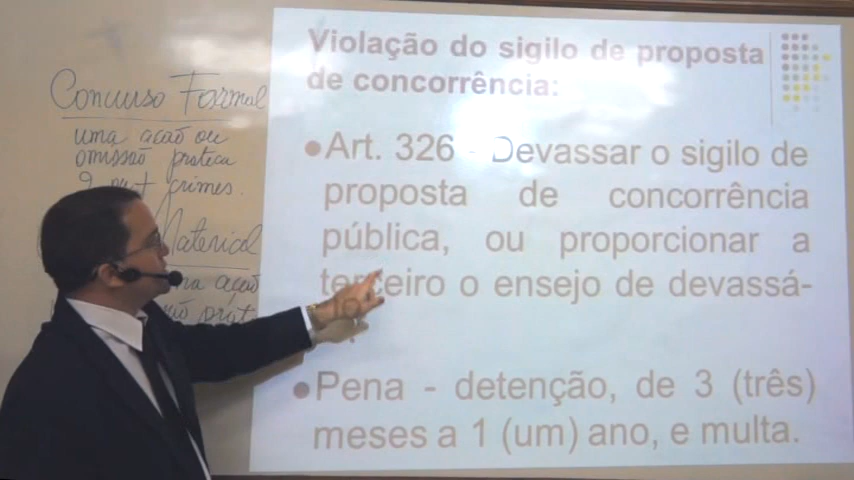 Violação do sigilo de proposta
de concorrência:
Art. 326 - Devassar o sigilo de
proposta de concorrência
pública, ou proporcionar a
terceiro o ensejo de devassá-
Pena - detenção, de 3 (três)
meses a 1 (um) ano, e multa.
Concurso Formal
uma ação ou
omissão pratica
crimes.
Material
ação